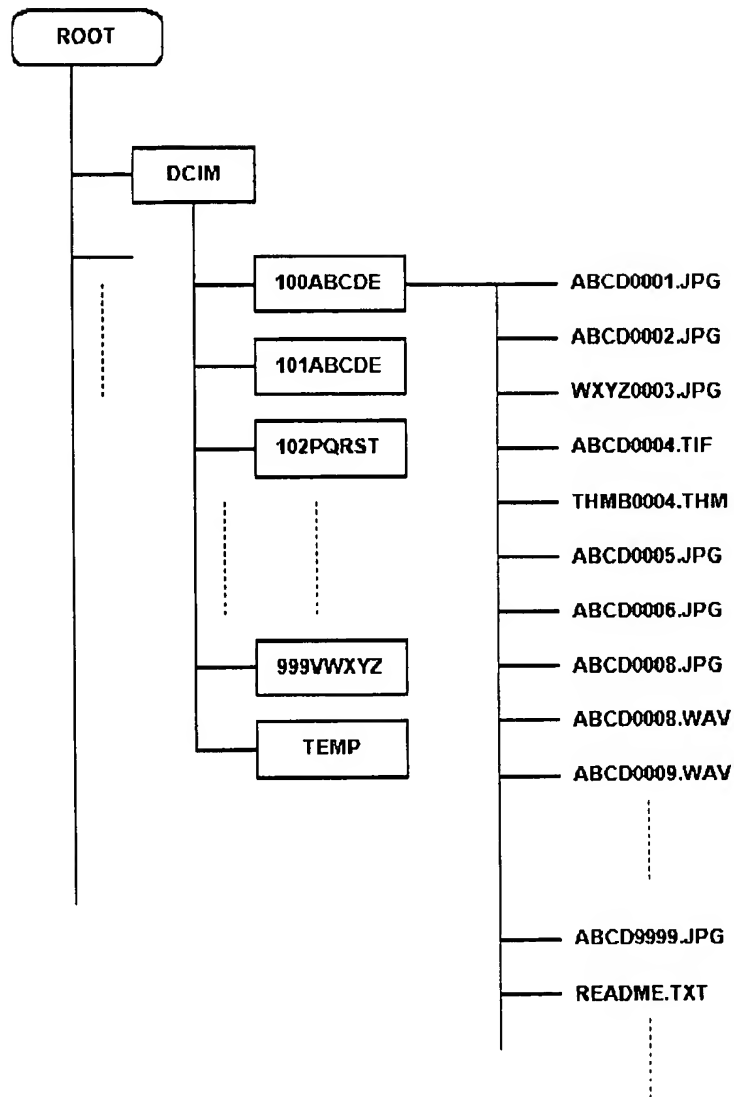 ROOT
DCIM
100ABCDE
101ABCDE
102PQRST
999VWXYZ
TEMP
ABCD0001.JPG
ABCD0002.JPG
WXYZ0003.JPG
ABCD0004.TIF
THMB0004.THM
ABCD0005.JPG
ABCD0006.JPG
ABCD0008.JPG
ABCD0008.WAV
ABCD0009.WAV
ABCD9999.JPG
README.TXT